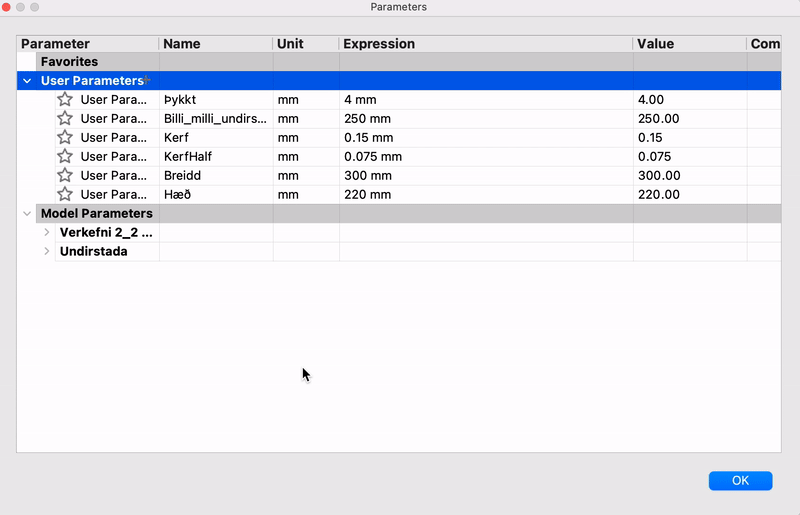 Parameters
Parameter Name Unit Expression Value Com
Favorites
User Parameters
User Para... Þykkt mm 4 mm 4.00
User Para... Billi_milli_undirs... mm 250 mm 250.00
User Para... Kerf mm 0.15 mm 0.15
User Para... KerfHalf mm 0.075 mm 0.075
User Para... Breidd mm 300 mm 300.00
User Para... Hæð mm 220 mm 220.00
Model Parameters
Verkefni 2_2 ...
Undirstada
OK